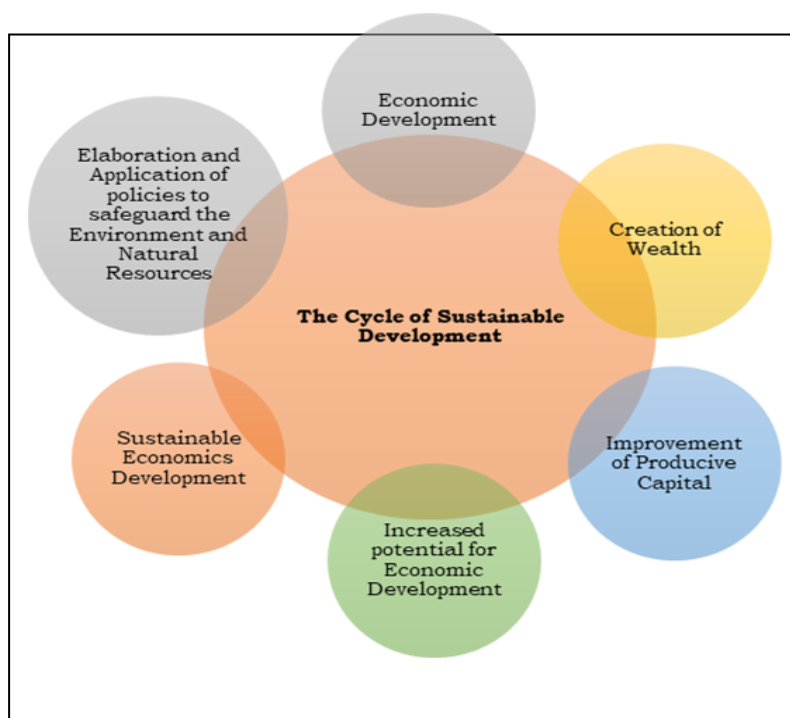 Economic
Development
Elaboration and
Application of
policies to
safeguard the
Environment and
Natural
Resources
Creation of
Wealth
The Cycle of Sustainable
Development
Sustainable
Economics
Development
Improvement
of Producive
Capital
Increased
potential for
Economic
Development